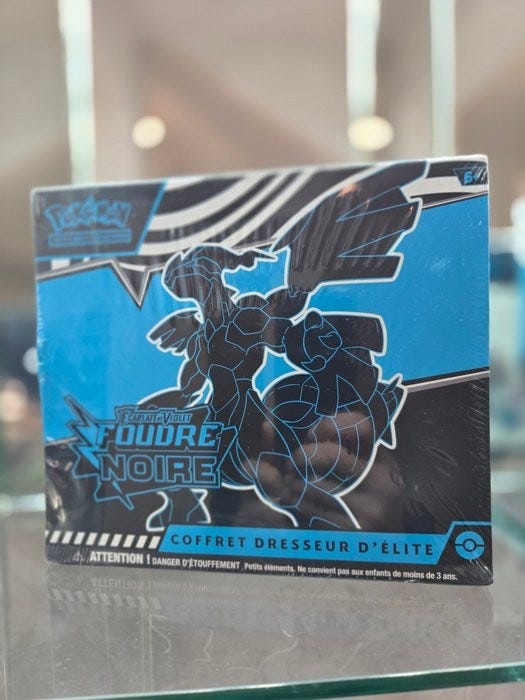 POKÉMON
6+
ÉCARLATE ET VIOLET
FOUDRE
NOIRE
COFFRET DRESSEUR D'ÉLITE
ATTENTION ! DANGER D'ÉTOUFFEMENT. Petits éléments. Ne convient pas aux enfants de moins de 3 ans.